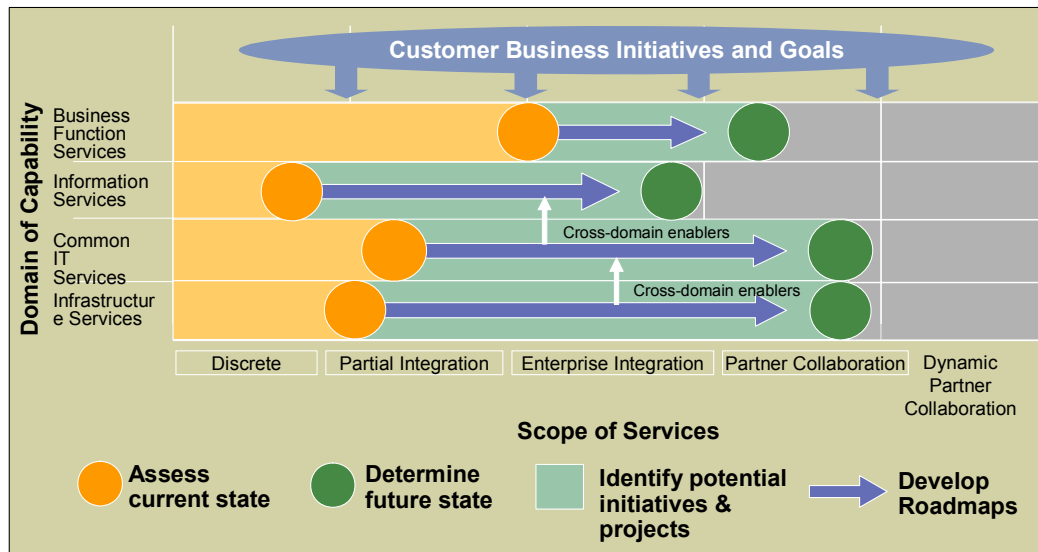 Customer Business Initiatives and Goals
Domain of Capability
Business
Function
Services
Information
Services
Cross-domain enablers
Common
IT
Services
Cross-domain enablers
Infrastructur
e Services
Discrete
Partial Integration
Enterprise Integration
Partner Collaboration
Dynamic
Partner
Collaboration
Scope of Services
Assess
current state
Determine
future state
Identify potential
initiatives &
projects
Develop
Roadmaps